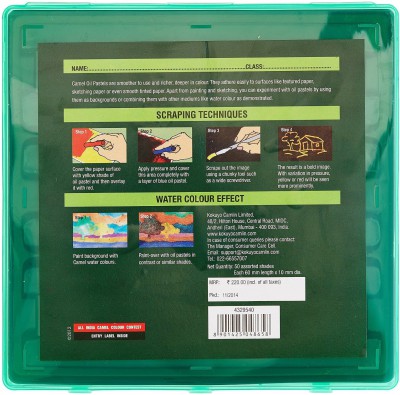 NAME: CLASS:
Camel Oil Pastels are smoother to use and richer, deeper in colour. They adhere easily to surfaces like textured paper,
sketching paper or even smooth tinted paper. Apart from painting and sketching, you can experiment with oil pastels by using
them as backgrounds or combining them with other mediums like water colour as demonstrated.
SCRAPING TECHNIQUES
Step 1 Step 2 Step 3 Step 4
Cover the paper surface
with yellow shade of
oil pastel and then overlay
it with red.
Apply pressure and cover
this area completely with
a layer of blue oil pastel.
Scrape out the image
using a chunky tool such
as a wide screwdriver.
The result is a bold image.
With variation in pressure,
yellow or red will be seen
more prominently.
WATER COLOUR EFFECT
Step 1 Step 2
Paint background with
Camel water colours.
Paint-over with oil pastels in
contrast or similar shades.
Kokuyo Camlin Limited,
48/2, Hilton House, Central Road, MIDC,
Andheri (East), Mumbai - 400 093, India.
www.kokuyocamlin.com
In case of consumer queries please contact:
The Manager, Consumer Care Cell
Email : support@kokuyocamlin.com
Tel.: 022-66557007
Net Quantity: 50 assorted shades
Each 60 mm length x 10 mm dia.
MRP: ₹ 220.00 (incl. of all taxes)
Pkd: 11/2014
4329540
8 901425 048658
ALL INDIA CAMEL COLOUR CONTEST
ENTRY LABEL INSIDE